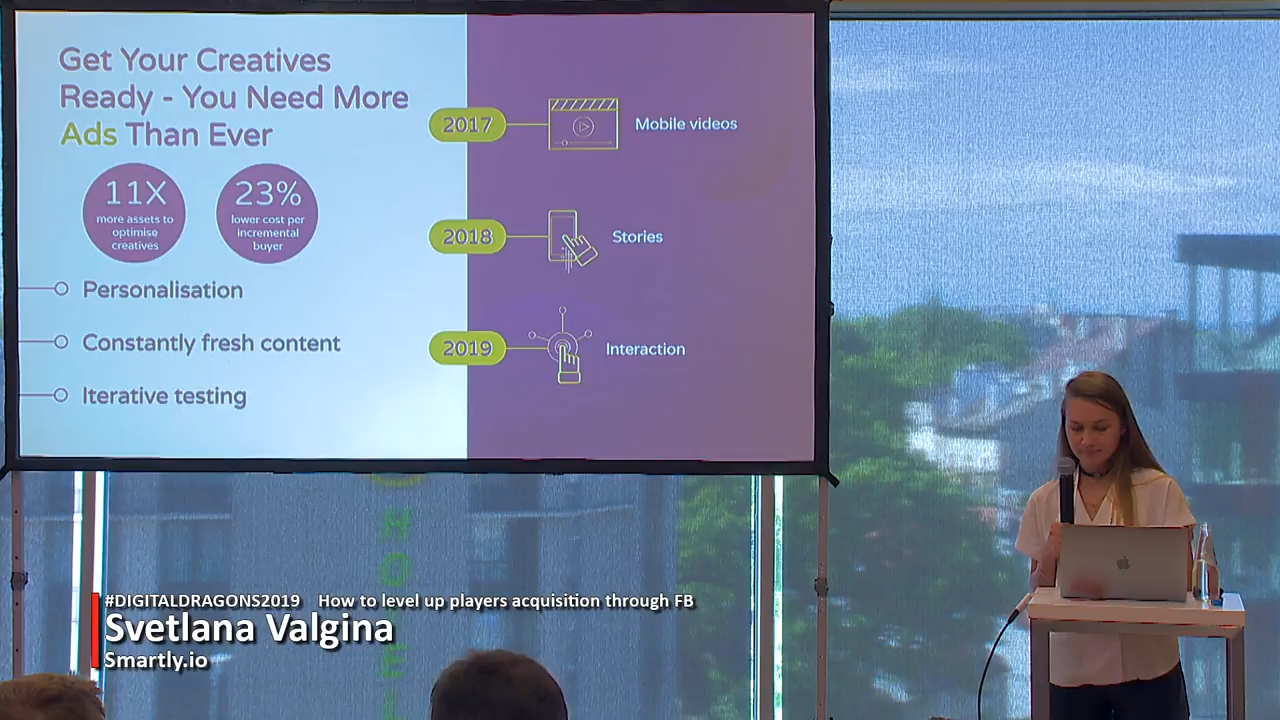 Get Your Creatives
Ready - You Need More
Ads Than Ever
11X
more assets to
optimise
creatives
23%
lower cost per
incremental
buyer
Personalisation
Constantly fresh content
Iterative testing
2017
Mobile videos
2018
Stories
2019
Interaction
HOTEL
#DIGITALDRAGONS2019 How to level up players acquisition through FB
Svetlana Valgina
Smartly.io